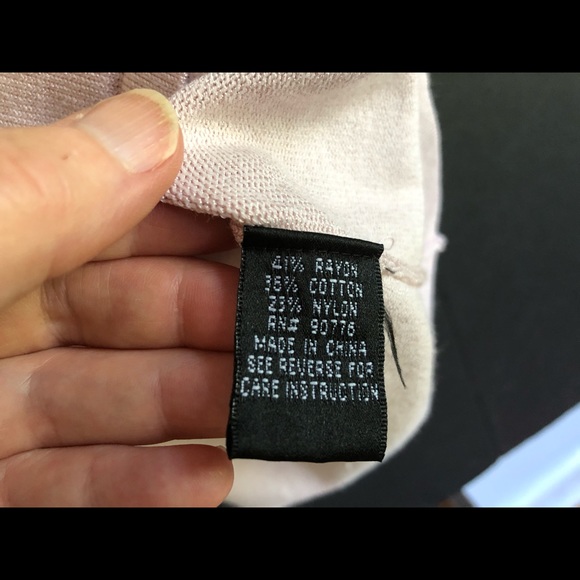 41% RAYON
36% COTTON
23% NYLON
RN# 90776
MADE IN CHINA
SEE REVERSE FOR
CARE INSTRUCTION